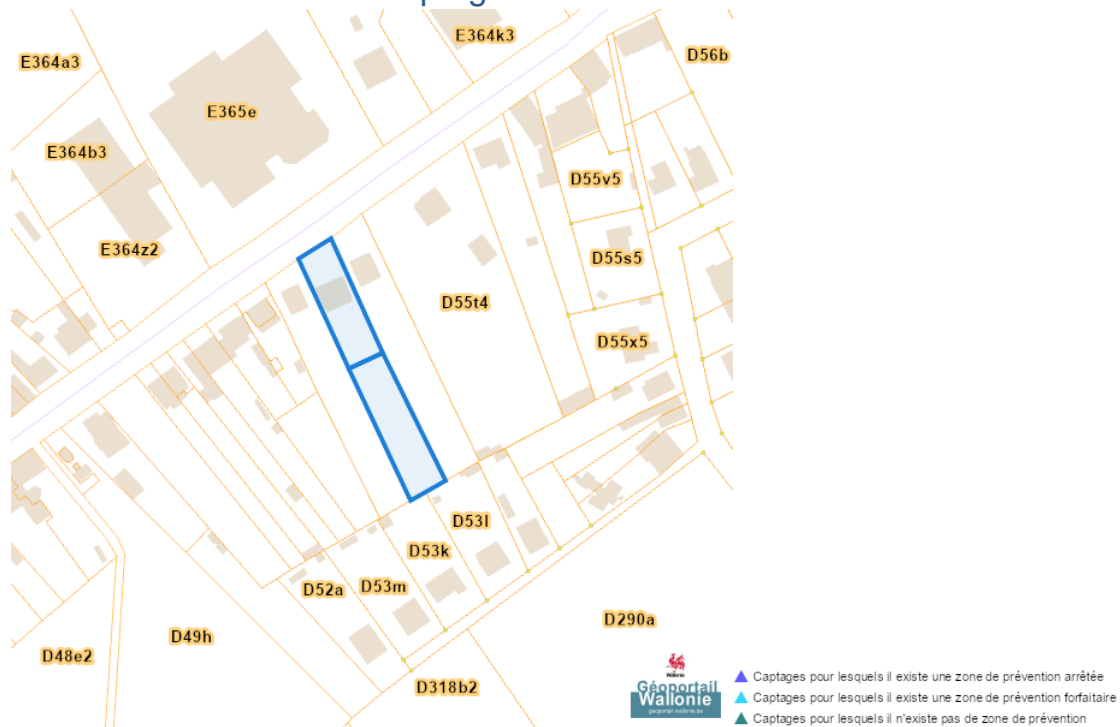 E364k3
D56b
E364a3
E365e
E364b3
D55v5
E364z2
D55s5
D55t4
D55x5
D53l
D53k
D52a
D53m
D290a
D49h
D48e2
D318b2
Wallonie
Géoportail
Wallonie
geoportail.wallonie.be
Captages pour lesquels il existe une zone de prévention arrêtée
Captages pour lesquels il existe une zone de prévention forfaitaire
Captages pour lesquels il n'existe pas de zone de prévention